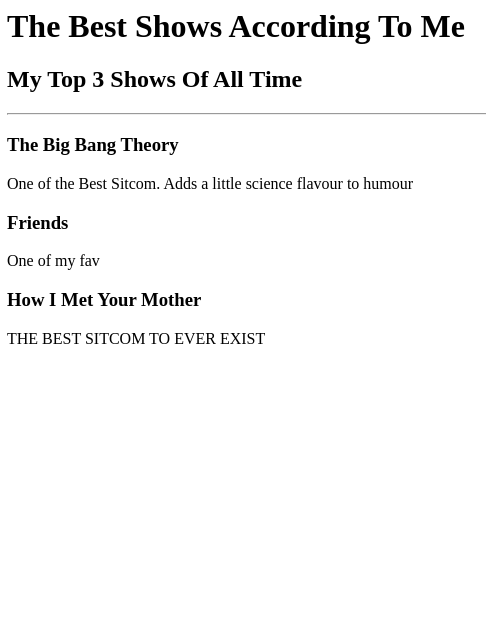 The Best Shows According To Me
My Top 3 Shows Of All Time
The Big Bang Theory
One of the Best Sitcom. Adds a little science flavour to humour
Friends
One of my fav
How I Met Your Mother
THE BEST SITCOM TO EVER EXIST